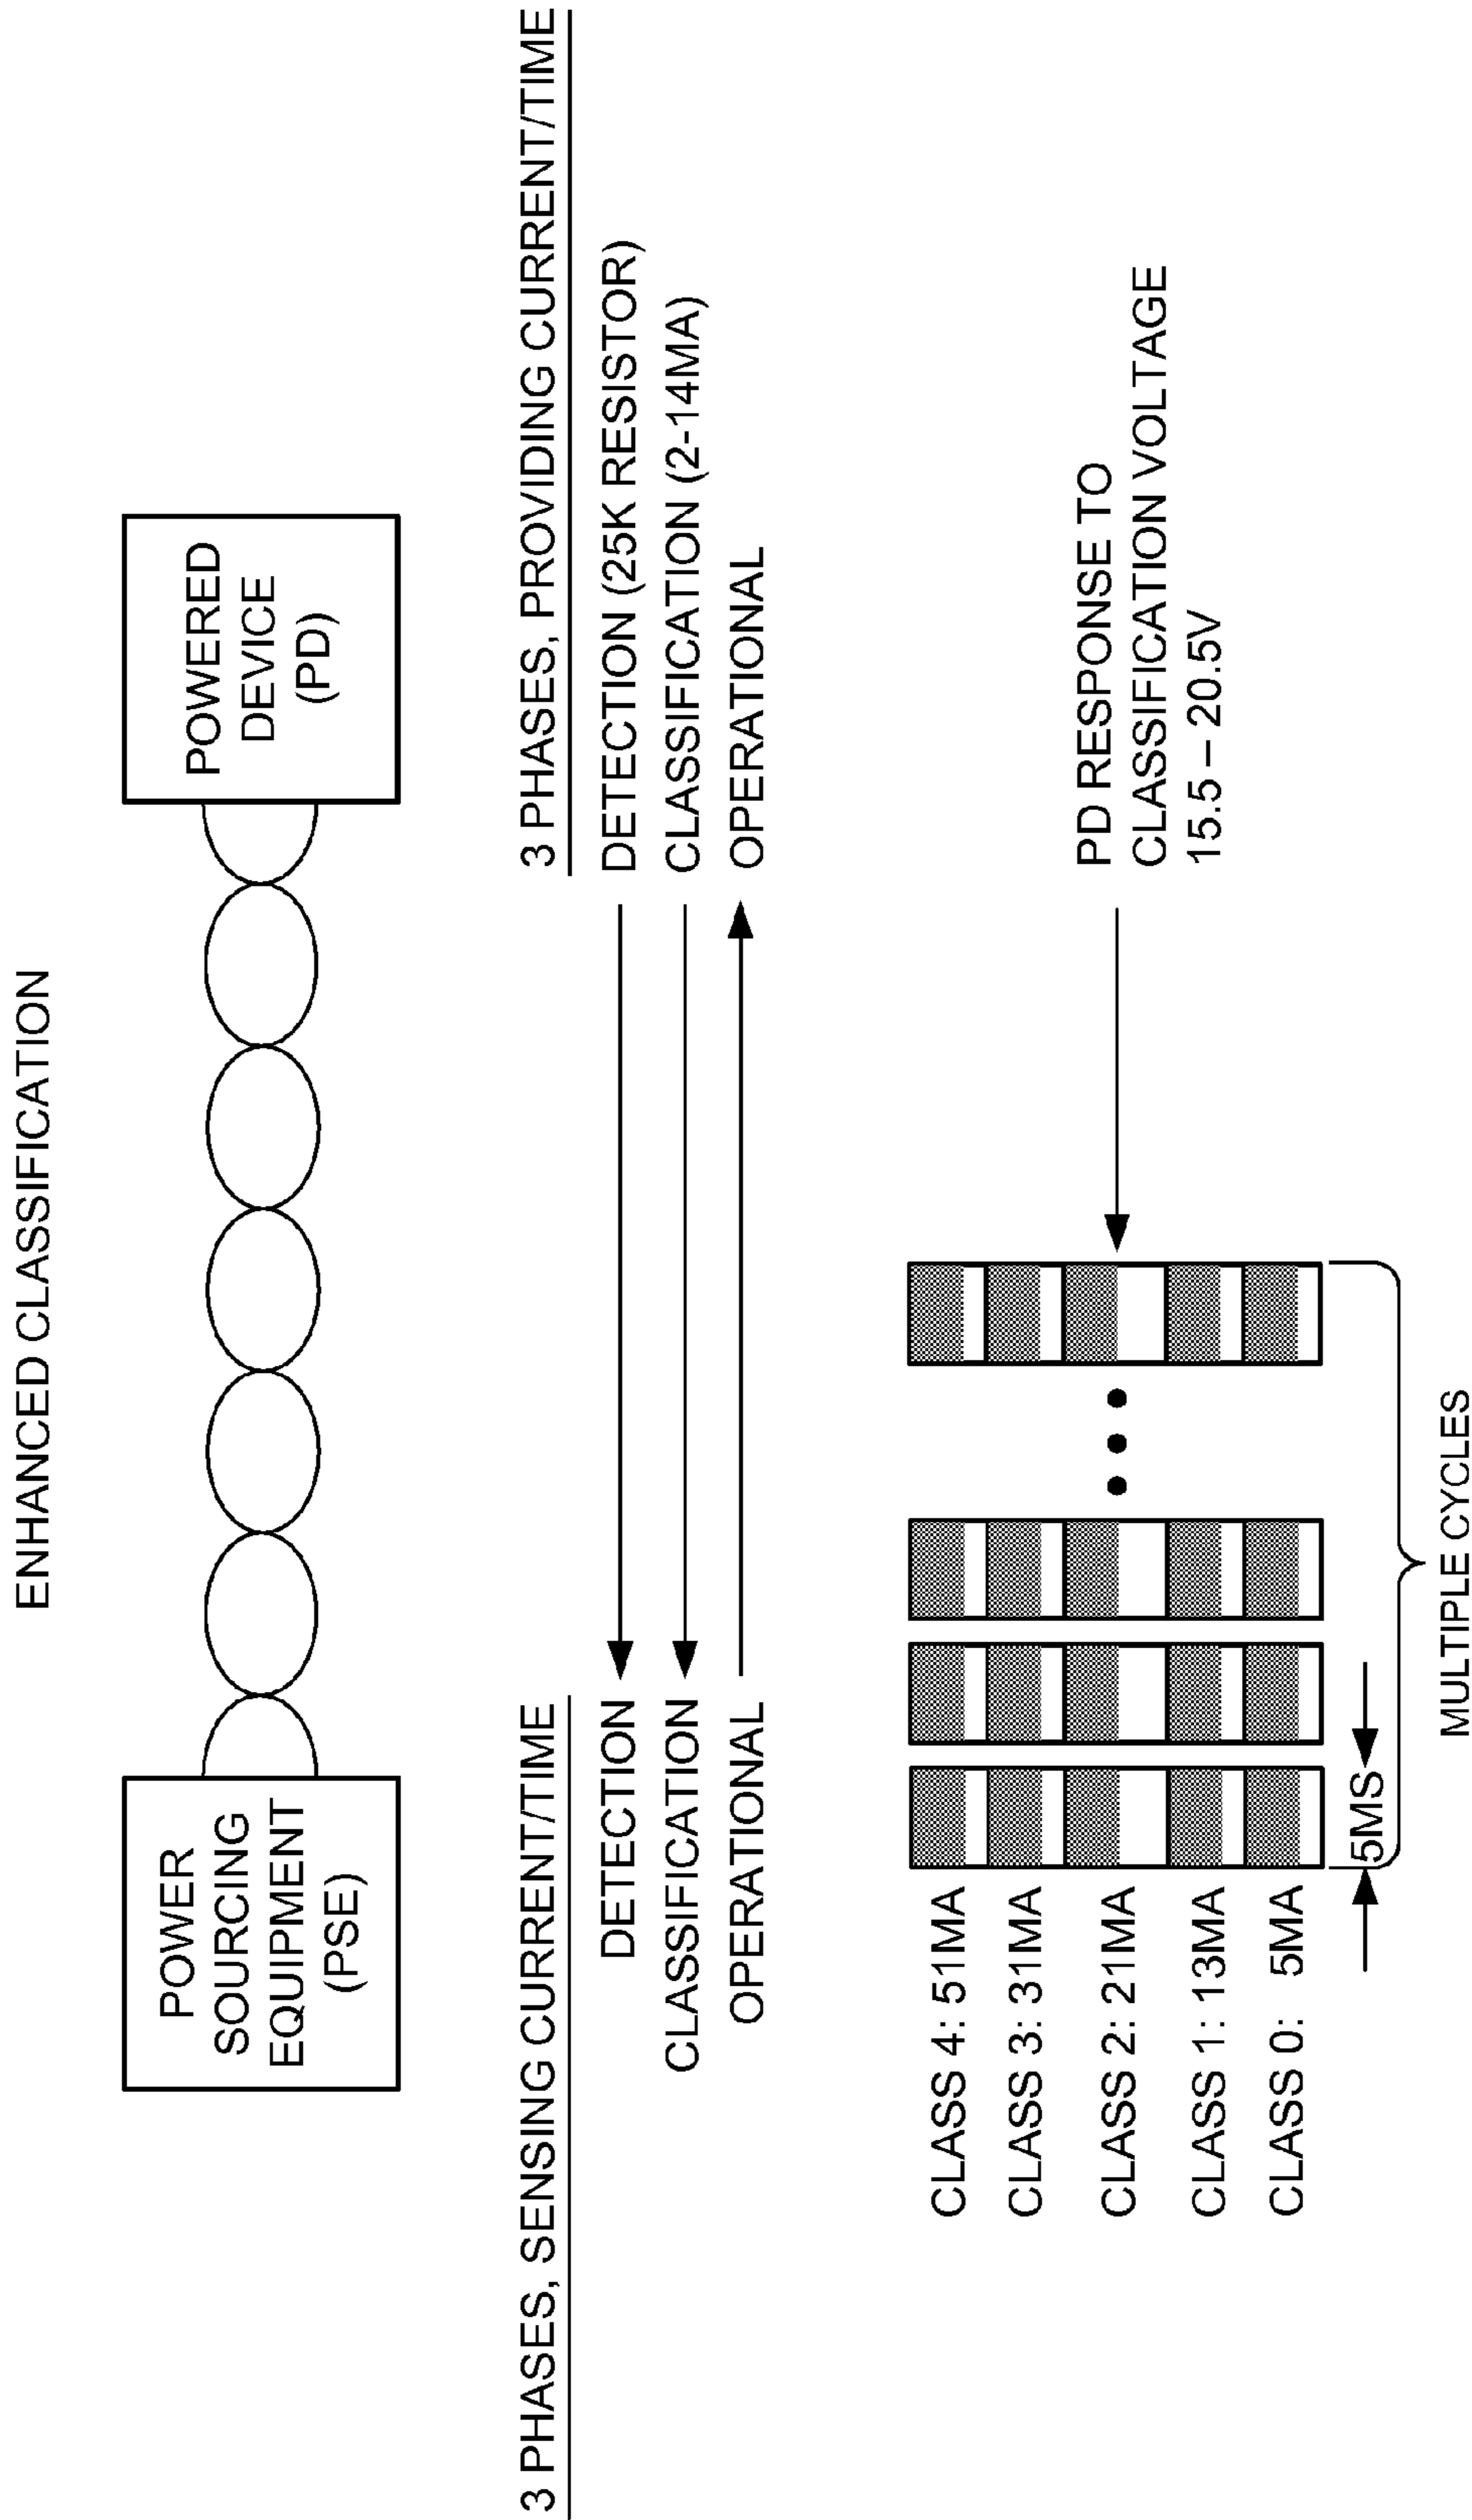 ENHANCED CLASSIFICATION
POWER
SOURCING
EQUIPMENT
(PSE)
POWERED
DEVICE
(PD)
3 PHASES, SENSING CURRENT/TIME
DETECTION
CLASSIFICATION
OPERATIONAL
3 PHASES, PROVIDING CURRENT/TIME
DETECTION (25K RESISTOR)
CLASSIFICATION (2-14MA)
OPERATIONAL
CLASS 4: 51MA
CLASS 3: 31MA
CLASS 2: 21MA
CLASS 1: 13MA
CLASS 0: 5MA
5MS
MULTIPLE CYCLES
PD RESPONSE TO
CLASSIFICATION VOLTAGE
15.5 – 20.5V